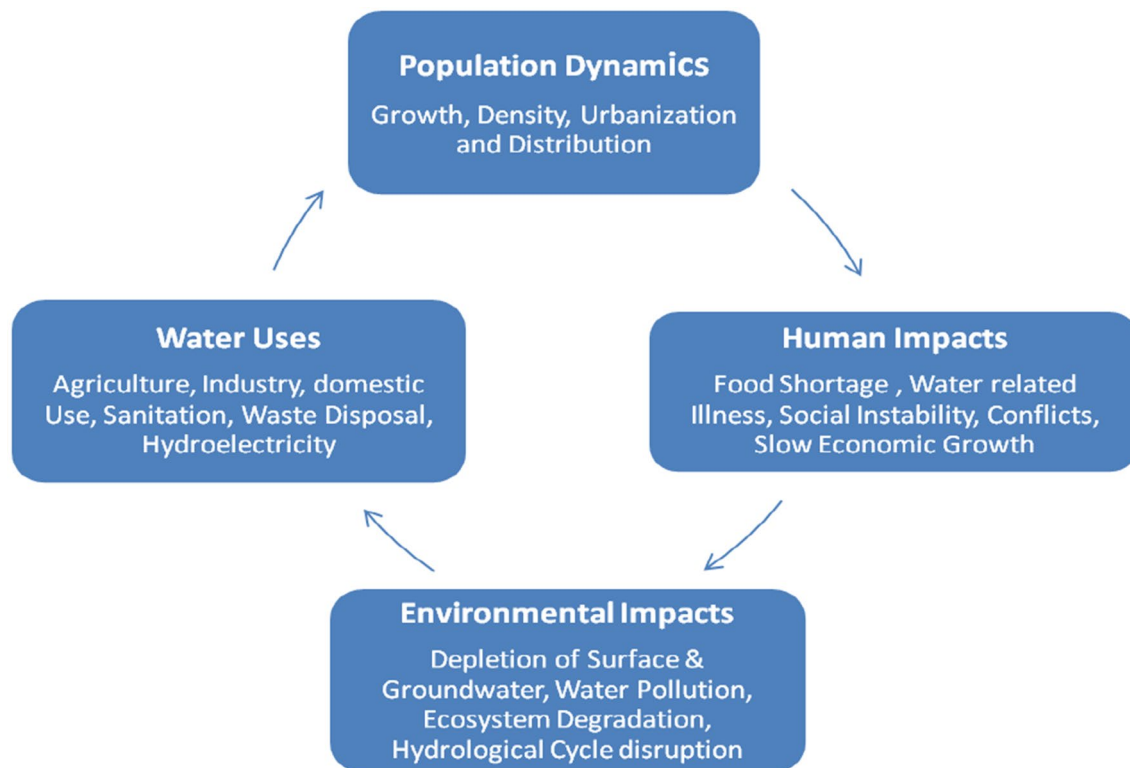 Population Dynamics
Growth, Density, Urbanization
and Distribution
Water Uses
Agriculture, Industry, domestic
Use, Sanitation, Waste Disposal,
Hydroelectricity
Human Impacts
Food Shortage , Water related
Illness, Social Instability, Conflicts,
Slow Economic Growth
Environmental Impacts
Depletion of Surface &
Groundwater, Water Pollution,
Ecosystem Degradation,
Hydrological Cycle disruption